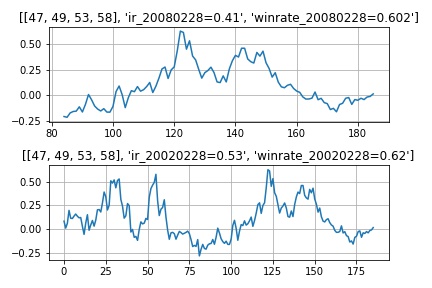 [[47, 49, 53, 58], 'ir_20080228=0.41', 'winrate_20080228=0.602']
0.50
0.25
0.00
−0.25
80 100 120 140 160 180
[[47, 49, 53, 58], 'ir_20020228=0.53', 'winrate_20020228=0.62']
0.50
0.25
0.00
−0.25
0 25 50 75 100 125 150 175